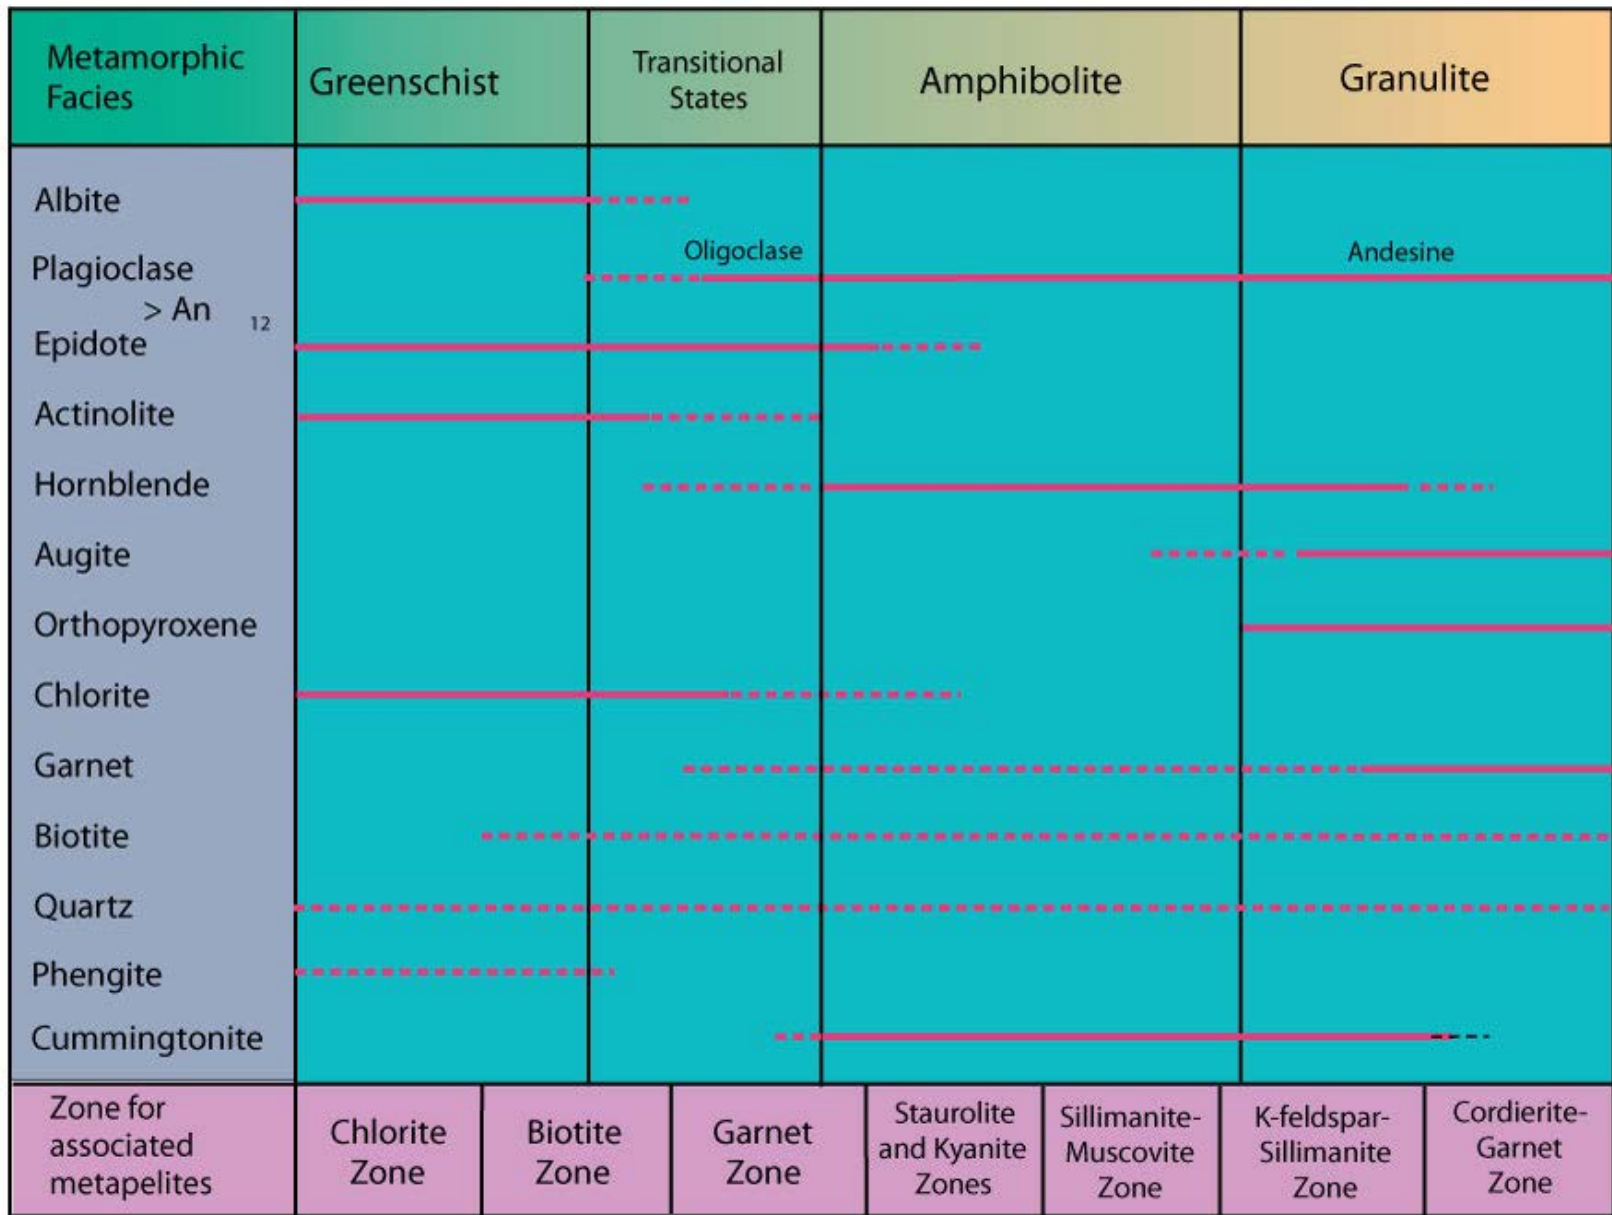 Metamorphic
Facies
Greenschist
Transitional
States
Amphibolite
Granulite
Albite
Plagioclase
> An 12
Oligoclase
Andesine
Epidote
Actinolite
Hornblende
Augite
Orthopyroxene
Chlorite
Garnet
Biotite
Quartz
Phengite
Cummingtonite
Zone for
associated
metapelites
Chlorite
Zone
Biotite
Zone
Garnet
Zone
Staurolite
and Kyanite
Zones
Sillimanite-
Muscovite
Zone
K-feldspar-
Sillimanite
Zone
Cordierite-
Garnet
Zone